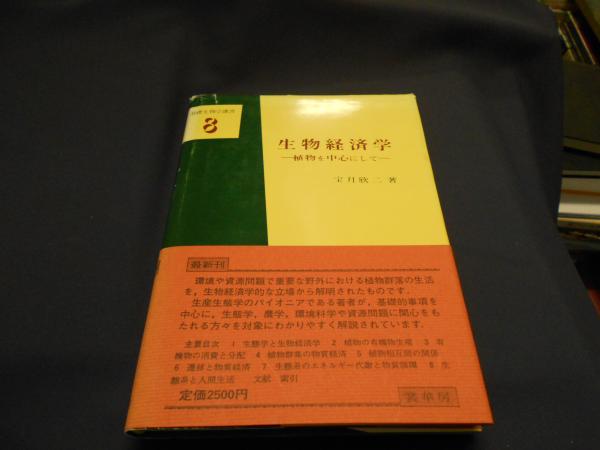 基礎生物学選書
8
生物経済学
―植物を中心にして―
宝月欣二 著
最新刊
環境や資源問題で重要な野外における植物群落の生活
を，生物経済学的な立場から解明されたものです．
生産生態学のパイオニアである著者が，基礎的事項を
中心に，生態学，農学，環境科学や資源問題に関心をも
たれる方々を対象にわかりやすく解説されています．
主要目次 1 生態学と生物経済学 2 植物の有機物生産 3 有
機物の消費と分配 4 植物群集の物質経済 5 植物相互間の関係
6 遷移と物質経済 7 生態系のエネルギー代謝と物質循環 8 生
態系と人間生活 文献 索引
定価2500円
裳華房